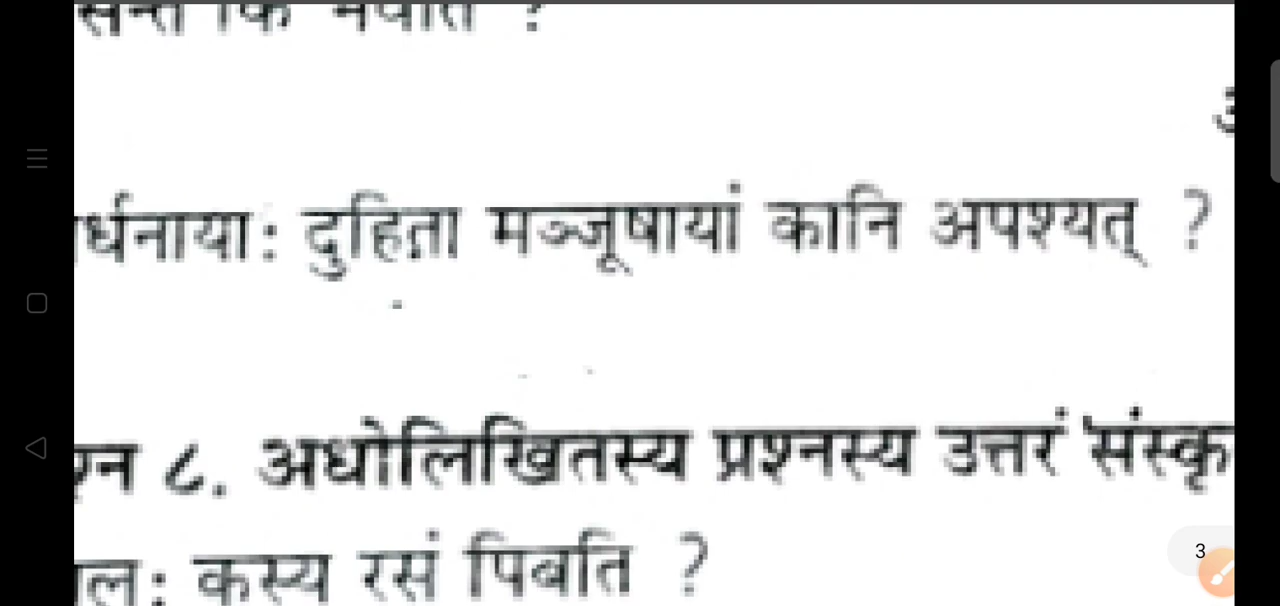 र्धनायाः दुहिता मञ्जूषायां कानि अपश्यत् ?
अधोलिखितस्य प्रश्नस्य उत्तरं
८.
कस्य रसं पिबति ?
3